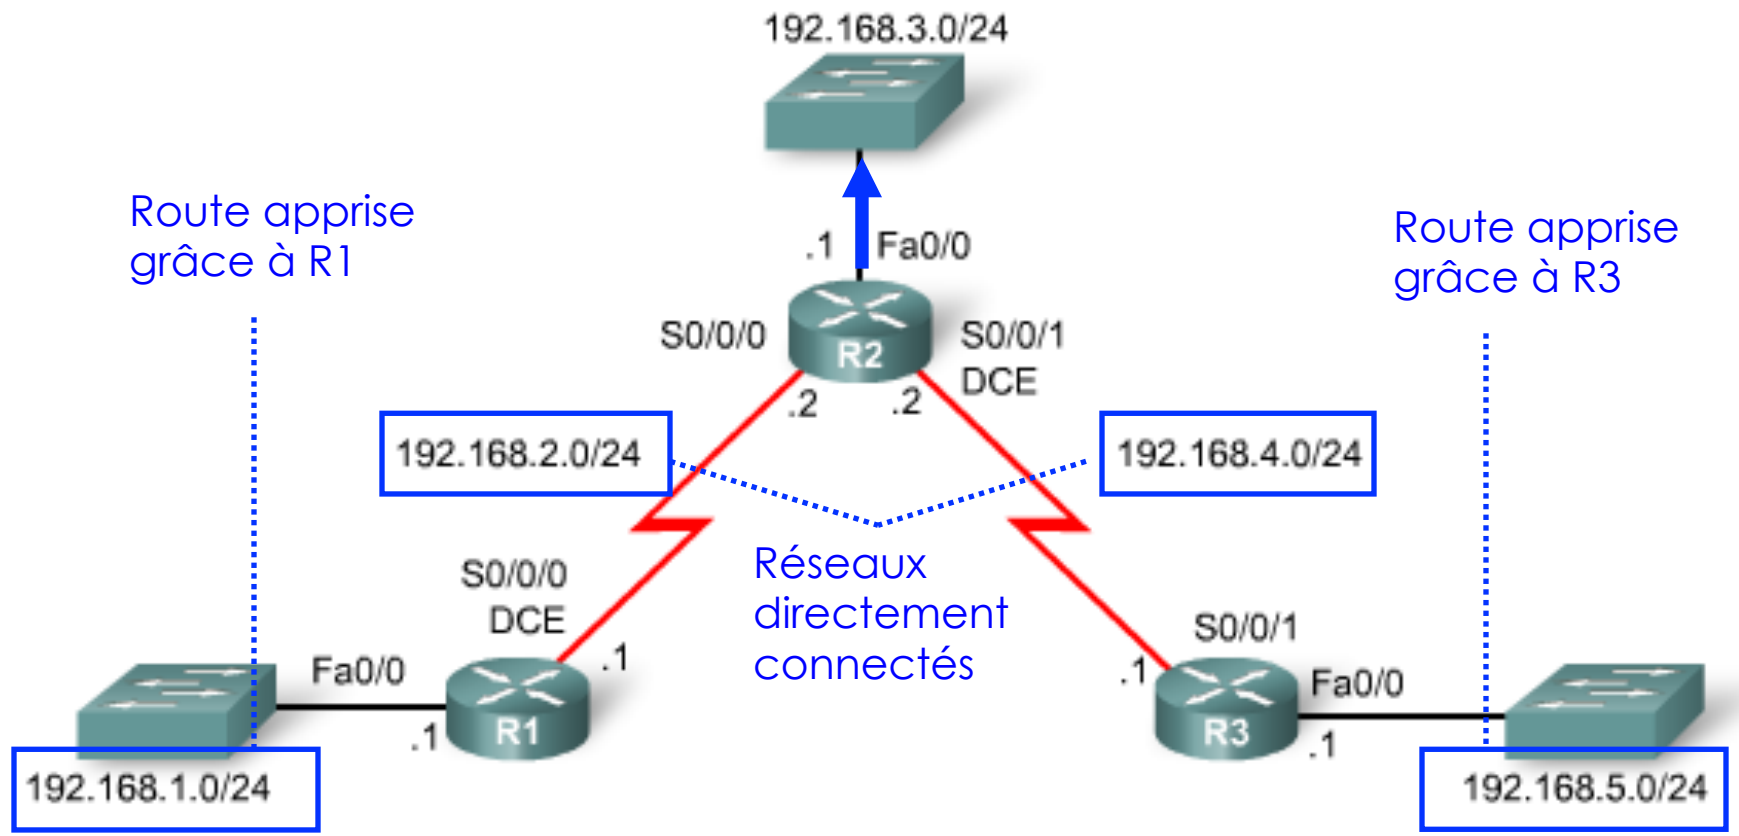 192.168.3.0/24
Route apprise
grâce à R1
Route apprise
grâce à R3
.1
Fa0/0
S0/0/0
R2
S0/0/1
DCE
.2
.2
192.168.2.0/24
192.168.4.0/24
Réseaux
directement
connectés
S0/0/0
DCE
.1
Fa0/0
R1
.1
192.168.1.0/24
S0/0/1
.1
Fa0/0
R3
.1
192.168.5.0/24